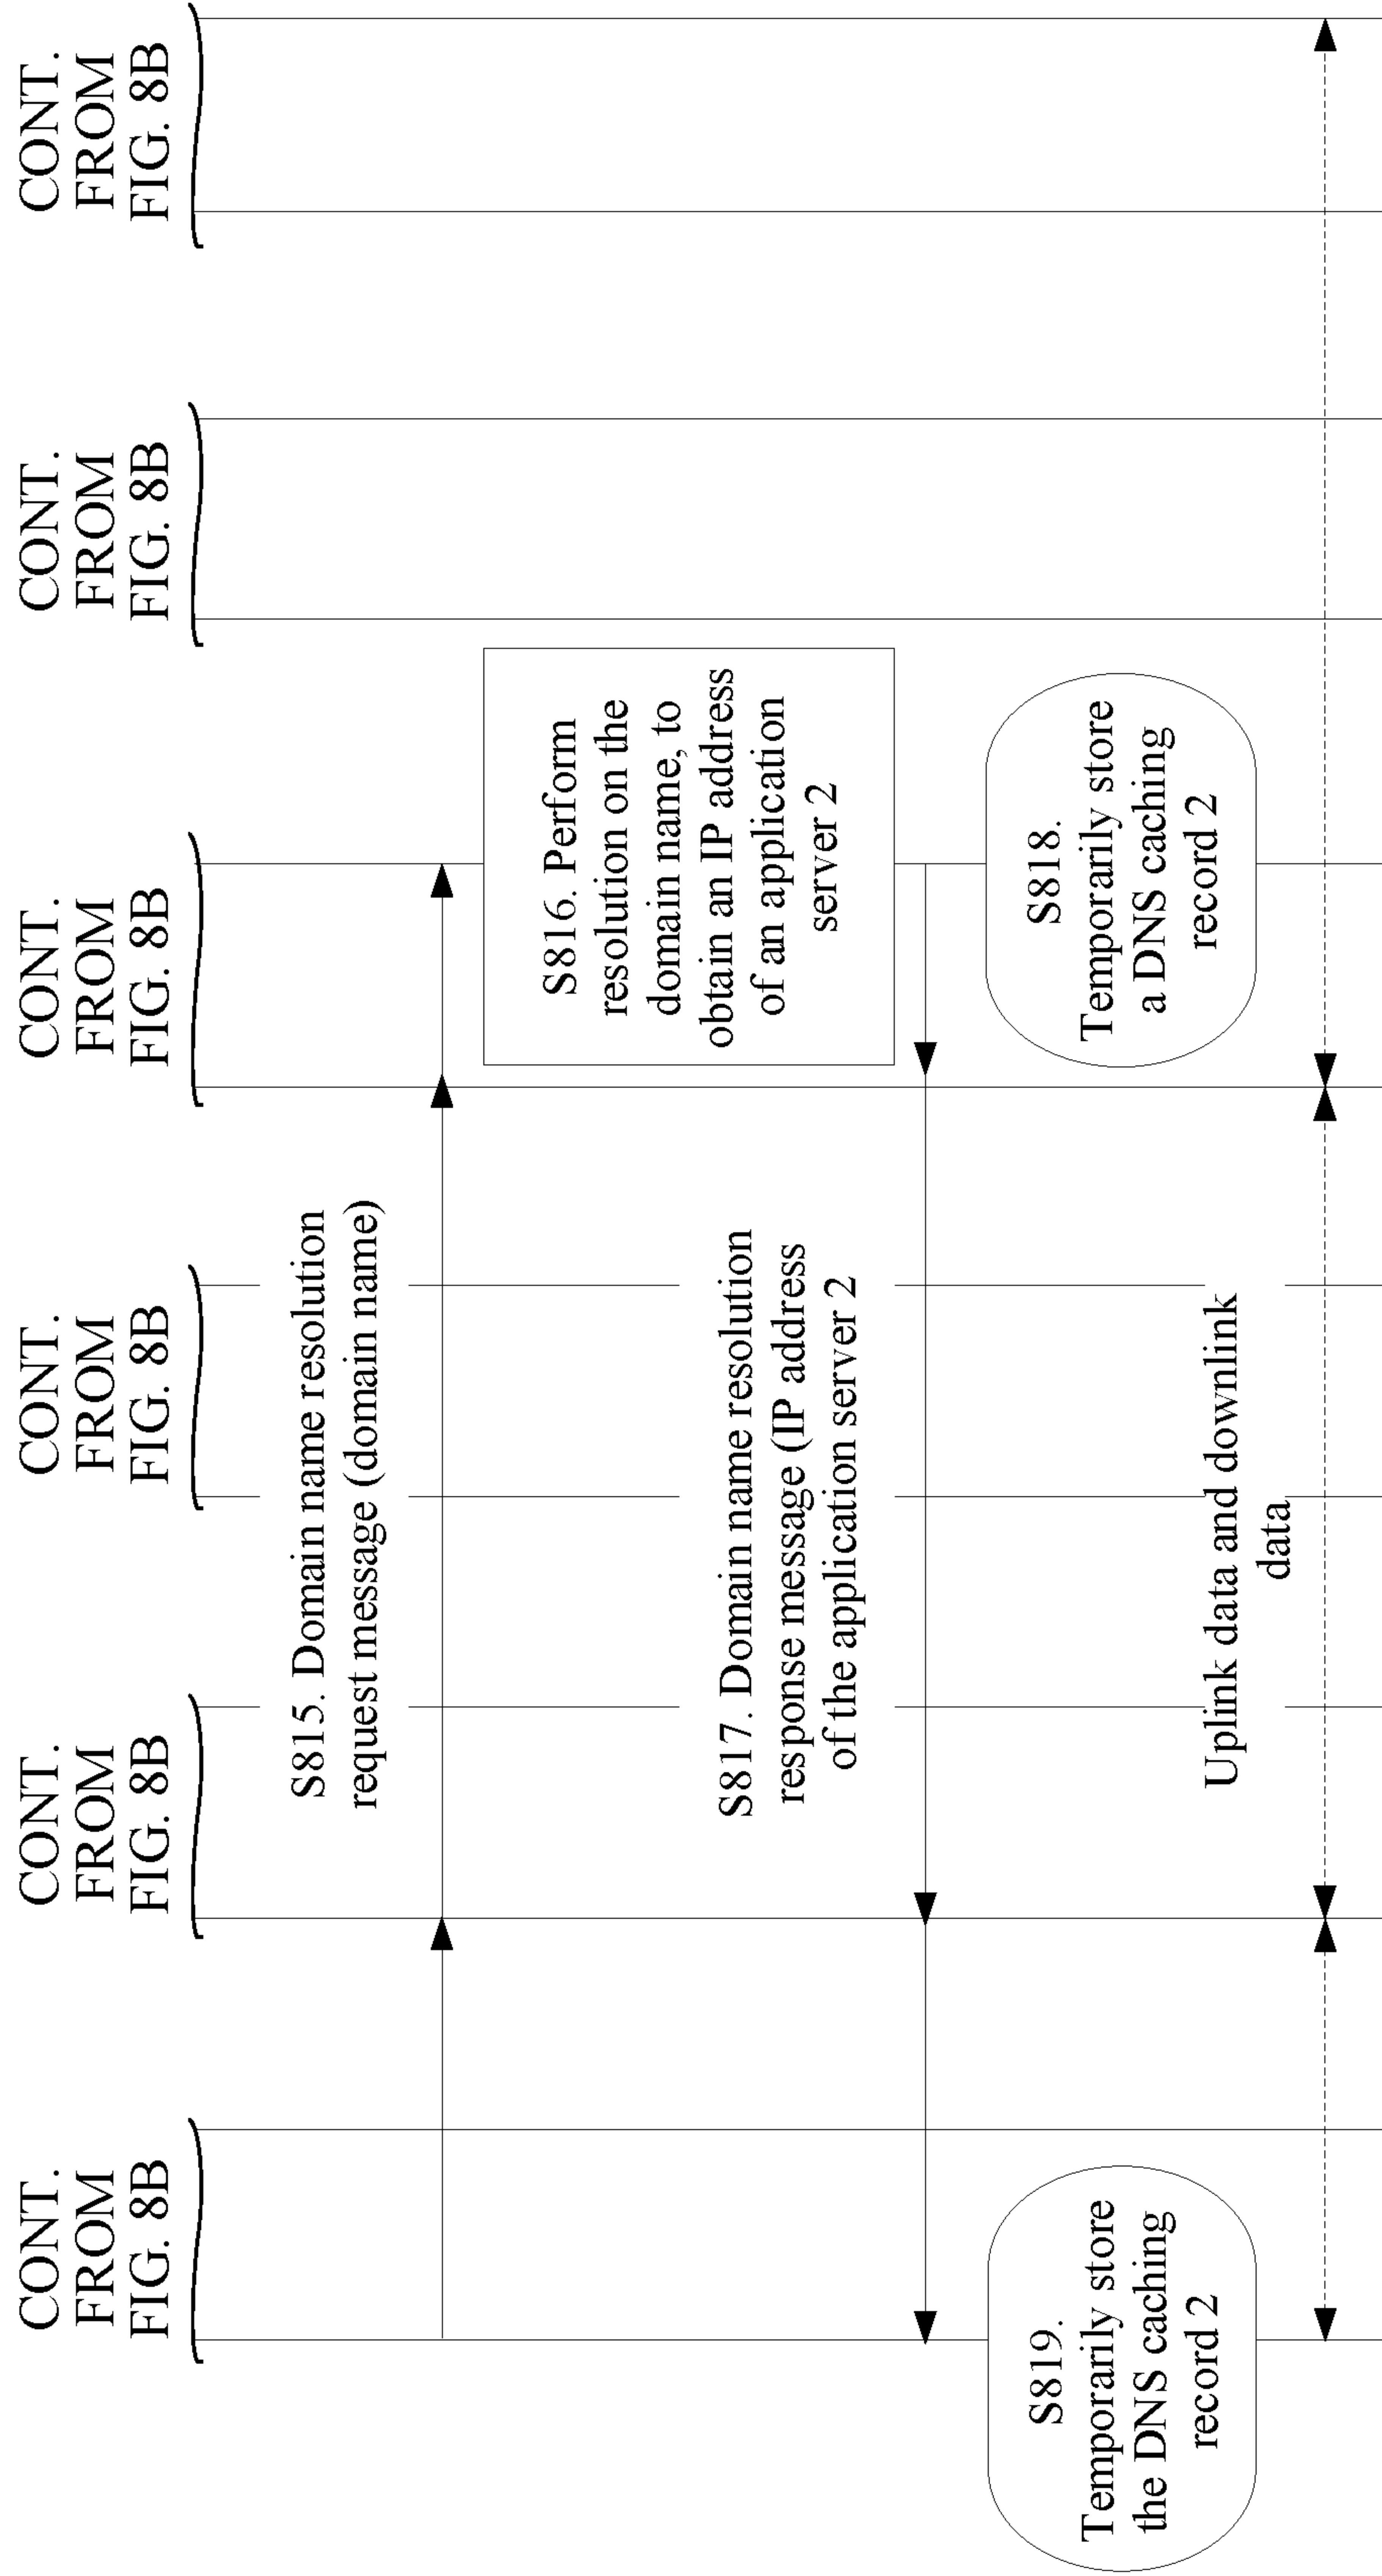 CONT.
FROM
FIG. 8B
CONT.
FROM
FIG. 8B
CONT.
FROM
FIG. 8B
CONT.
FROM
FIG. 8B
CONT.
FROM
FIG. 8B
CONT.
FROM
FIG. 8B
S815. Domain name resolution
request message (domain name)
S816. Perform
resolution on the
domain name, to
obtain an IP address
of an application
server 2
S817. Domain name resolution
response message (IP address
of the application server 2
S818.
Temporarily store
a DNS caching
record 2
S819.
Temporarily store
the DNS caching
record 2
Uplink data and downlink
data